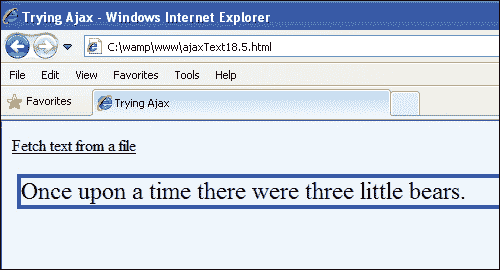 Trying Ajax - Windows Internet Explorer
C:\wamp\www\ajaxText18.5.html
File Edit View Favorites Tools Help
Favorites Trying Ajax
Fetch text from a file
Once upon a time there were three little bears.